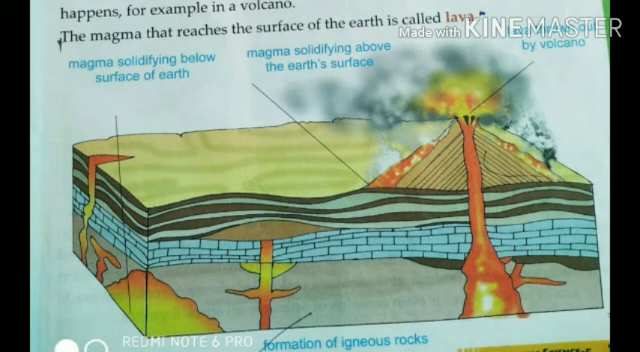 happens, for example in a volcano.
The magma that reaches the surface of the earth is called lava.
Made with KINEMASTER
magma solidifying below
surface of earth
magma solidifying above
the earth's surface
by volcano
REDMI NOTE 6 PRO
formation of igneous rocks